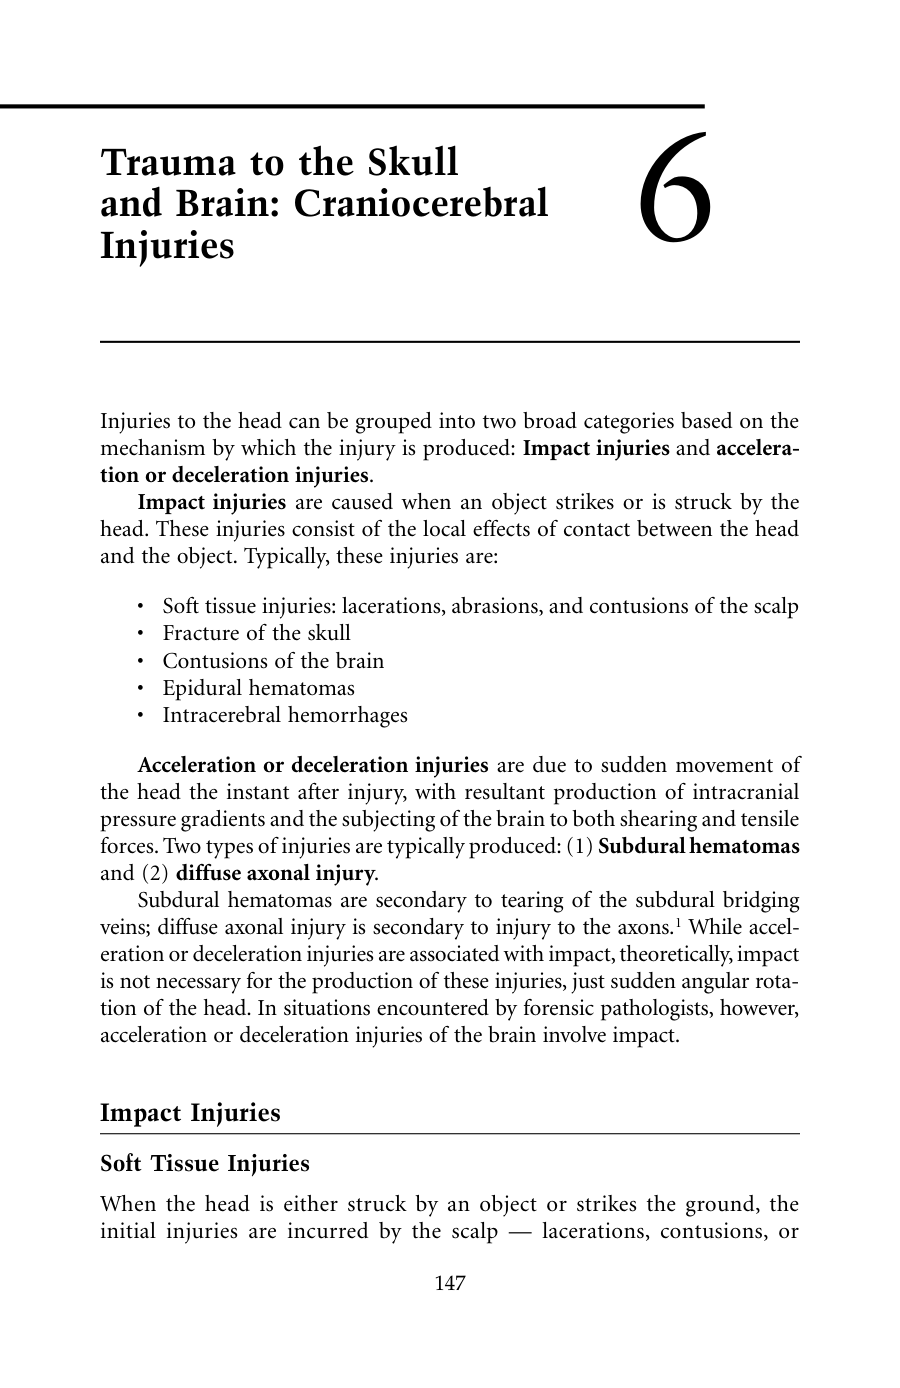 Trauma to the Skull
and Brain: Craniocerebral
Injuries
6
Injuries to the head can be grouped into two broad categories based on the
mechanism by which the injury is produced: Impact injuries and accelera-
tion or deceleration injuries.
Impact injuries are caused when an object strikes or is struck by the
head. These injuries consist of the local effects of contact between the head
and the object. Typically, these injuries are:
• Soft tissue injuries: lacerations, abrasions, and contusions of the scalp
• Fracture of the skull
• Contusions of the brain
• Epidural hematomas
• Intracerebral hemorrhages
Acceleration or deceleration injuries are due to sudden movement of
the head the instant after injury, with resultant production of intracranial
pressure gradients and the subjecting of the brain to both shearing and tensile
forces. Two types of injuries are typically produced: (1) Subdural hematomas
and (2) diffuse axonal injury.
Subdural hematomas are secondary to tearing of the subdural bridging
veins; diffuse axonal injury is secondary to injury to the axons.¹ While accel-
eration or deceleration injuries are associated with impact, theoretically, impact
is not necessary for the production of these injuries, just sudden angular rota-
tion of the head. In situations encountered by forensic pathologists, however,
acceleration or deceleration injuries of the brain involve impact.
Impact Injuries
Soft Tissue Injuries
When the head is either struck by an object or strikes the ground, the
initial injuries are incurred by the scalp — lacerations, contusions, or
147